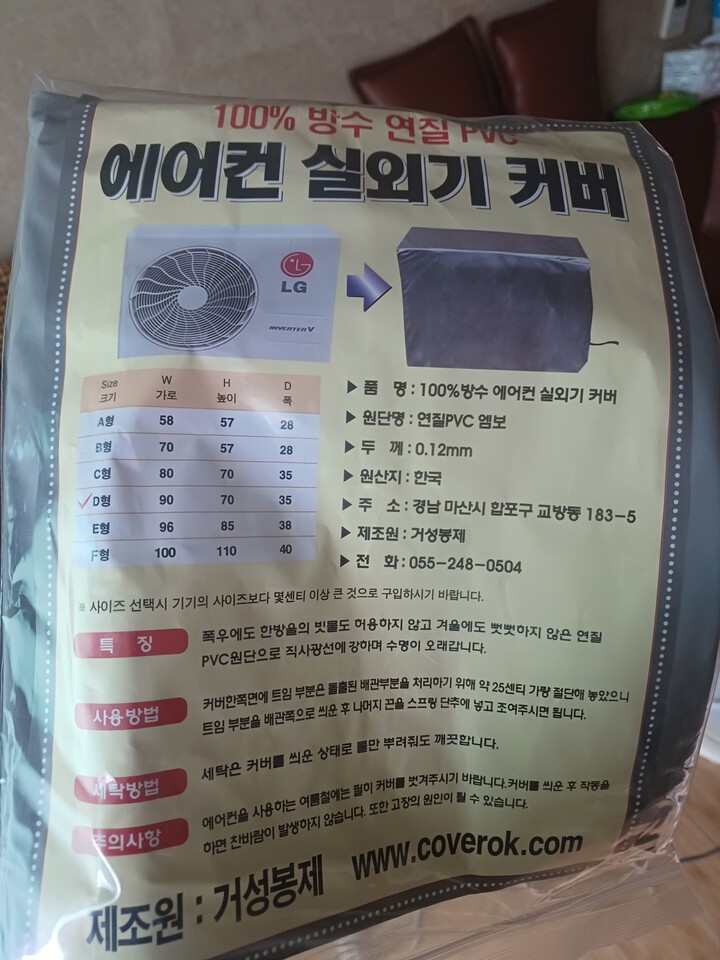 100% 방수 연질 PVC
에어컨 실외기 커버
LG
INVERTER V
Size 크기 W 가로 H 높이 D 폭
A형 58 57 28
B형 70 57 28
C형 80 70 35
✓D형 90 70 35
E형 96 85 38
F형 100 110 40
▶ 품 명 : 100%방수 에어컨 실외기 커버
▶ 원단명 : 연질PVC 엠보
▶ 두 께 : 0.12mm
▶ 원산지 : 한국
▶ 주 소 : 경남 마산시 합포구 교방동 183-5
▶ 제조원 : 거성봉제
▶ 전 화 : 055-248-0504
※ 사이즈 선택시 기기의 사이즈보다 몇센티 이상 큰 것으로 구입하시기 바랍니다.
특 징
폭우에도 한방울의 빗물도 허용하지 않고 겨울에도 뻣뻣하지 않은 연질
PVC원단으로 직사광선에 강하며 수명이 오래갑니다.
사용방법
커버한쪽면에 트임 부분은 돌출된 배관부분을 처리하기 위해 약 25센티 가량 절단해 놓았으니
트임 부분을 배관쪽으로 씌운 후 나머지 끈을 스프링 단추에 넣고 조여주시면 됩니다.
세탁방법
세탁은 커버를 씌운 상태로 물만 뿌려줘도 깨끗합니다.
주의사항
에어컨을 사용하는 여름철에는 필히 커버를 벗겨주시기 바랍니다.커버를 씌운 후 작동을
하면 찬바람이 발생하지 않습니다. 또한 고장의 원인이 될 수 있습니다.
제조원 : 거성봉제 www.coverok.com